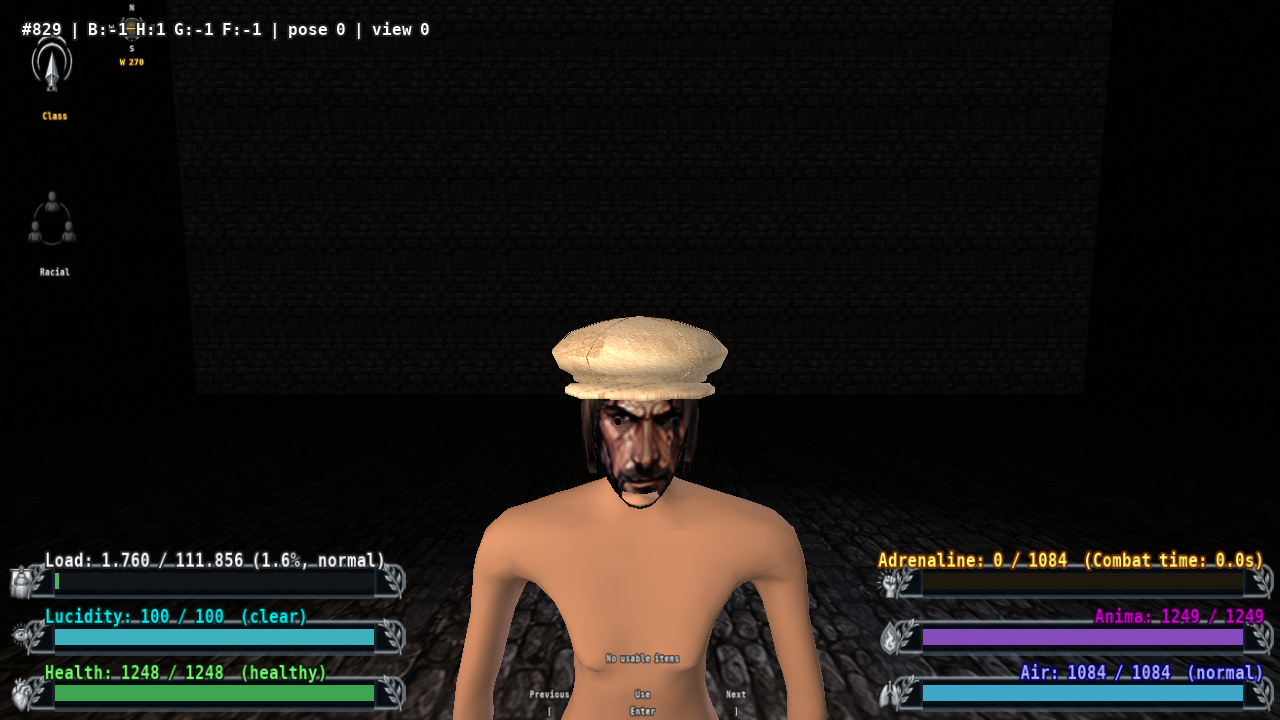 #829 | B:-1 H:1 G:-1 F:-1 | pose 0 | view 0
N
S
W 270
Class
Racial
Load: 1.760 / 111.856 (1.6%, normal)
Lucidity: 100 / 100 (clear)
Health: 1248 / 1248 (healthy)
Adrenaline: 0 / 1084 (Combat time: 0.0s)
Anima: 1249 / 1249
Air: 1084 / 1084 (normal)
No usable items
Previous Use Next
[ Enter ]